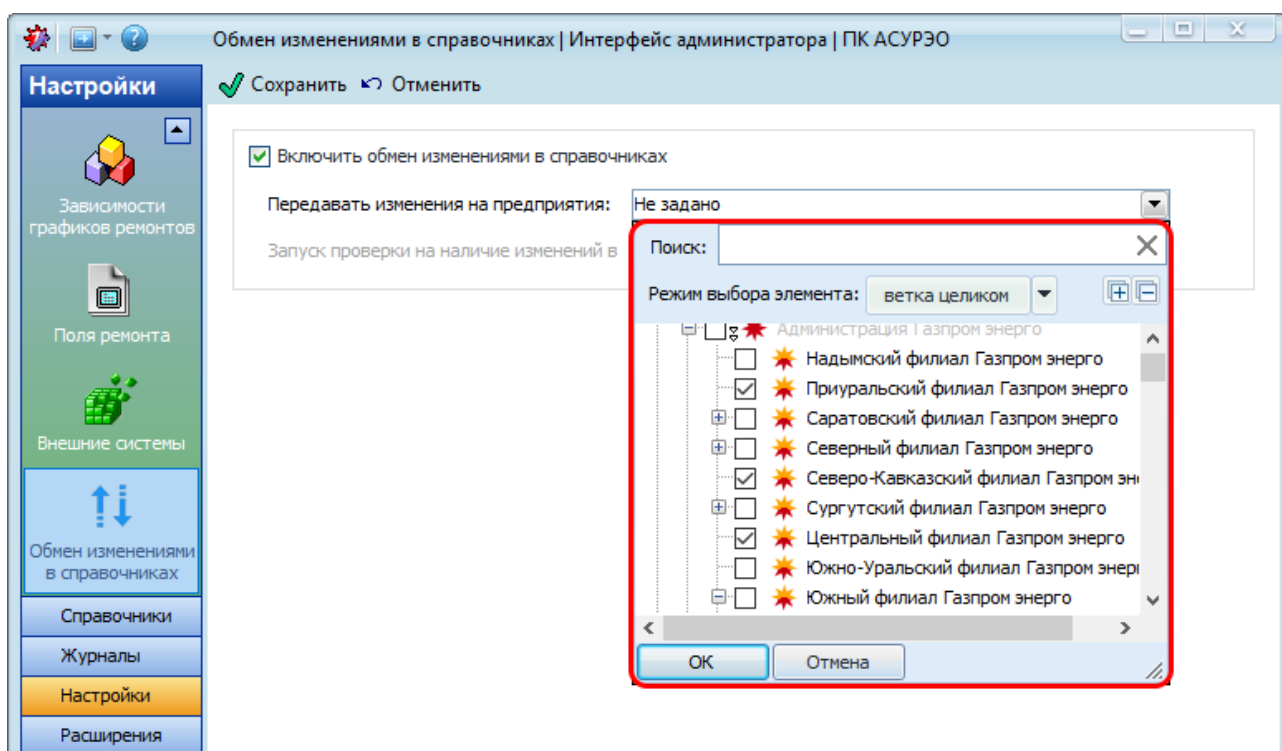 Обмен изменениями в справочниках | Интерфейс администратора | ПК АСУРЭО
Настройки
Сохранить
Отменить
Зависимости
графиков ремонтов
Поля ремонта
Внешние системы
Обмен изменениями
в справочниках
Справочники
Журналы
Настройки
Расширения
Включить обмен изменениями в справочниках
Передавать изменения на предприятия: Не задано
Запуск проверки на наличие изменений в
Поиск:
Режим выбора элемента: ветка целиком
Администрация Газпром энерго
Надымский филиал Газпром энерго
Приуральский филиал Газпром энерго
Саратовский филиал Газпром энерго
Северный филиал Газпром энерго
Северо-Кавказский филиал Газпром эн
Сургутский филиал Газпром энерго
Центральный филиал Газпром энерго
Южно-Уральский филиал Газпром энер
Южный филиал Газпром энерго
ОК
Отмена